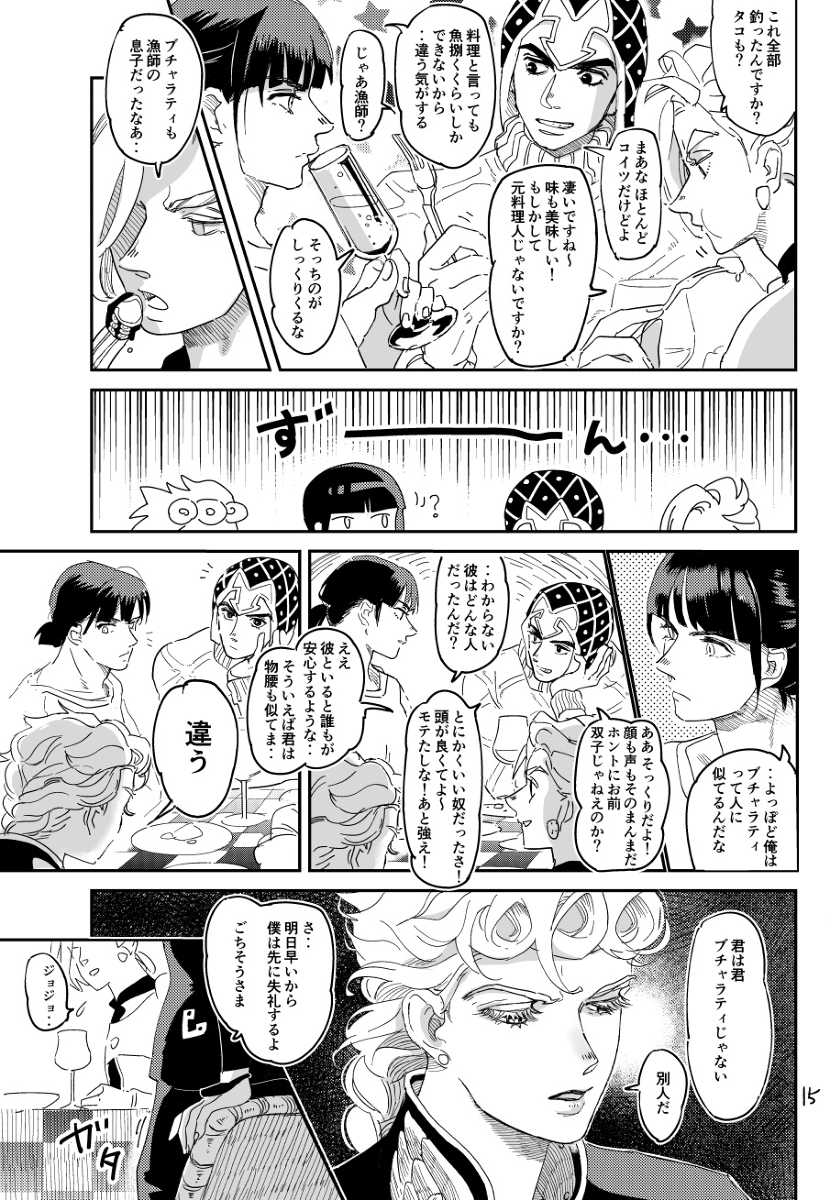 これ全部
釣ったんですか？
タコも？
まあな ほとんど
コイツだけどよ
凄いですね〜
味も美味しい！
もしかして
元料理人じゃないですか？
料理と言っても
魚捌くくらいしか
できないから
‥違う気がする
じゃあ漁師？
そっちのが
しっくりくるな
ブチャラティも
漁師の
息子だったなあ‥
ず゛ーーん…
？
‥よっぽど俺は
ブチャラティ
って人に
似てるんだな
ああそっくりだよ！
顔も声もそのまんまだ
ホントにお前
双子じゃねえのか？
‥わからない
彼はどんな人
だったんだ？
とにかくいい奴だったさ！
頭が良くてよ〜
モテたしな！あと強え！
ええ
彼といると誰もが
安心するような‥
そういえば君は
物腰も似てま‥
違う
君は君
ブチャラティじゃない
別人だ
さ‥
明日早いから
僕は先に失礼するよ
ごちそうさま
ジョジョ‥
ガタ
15